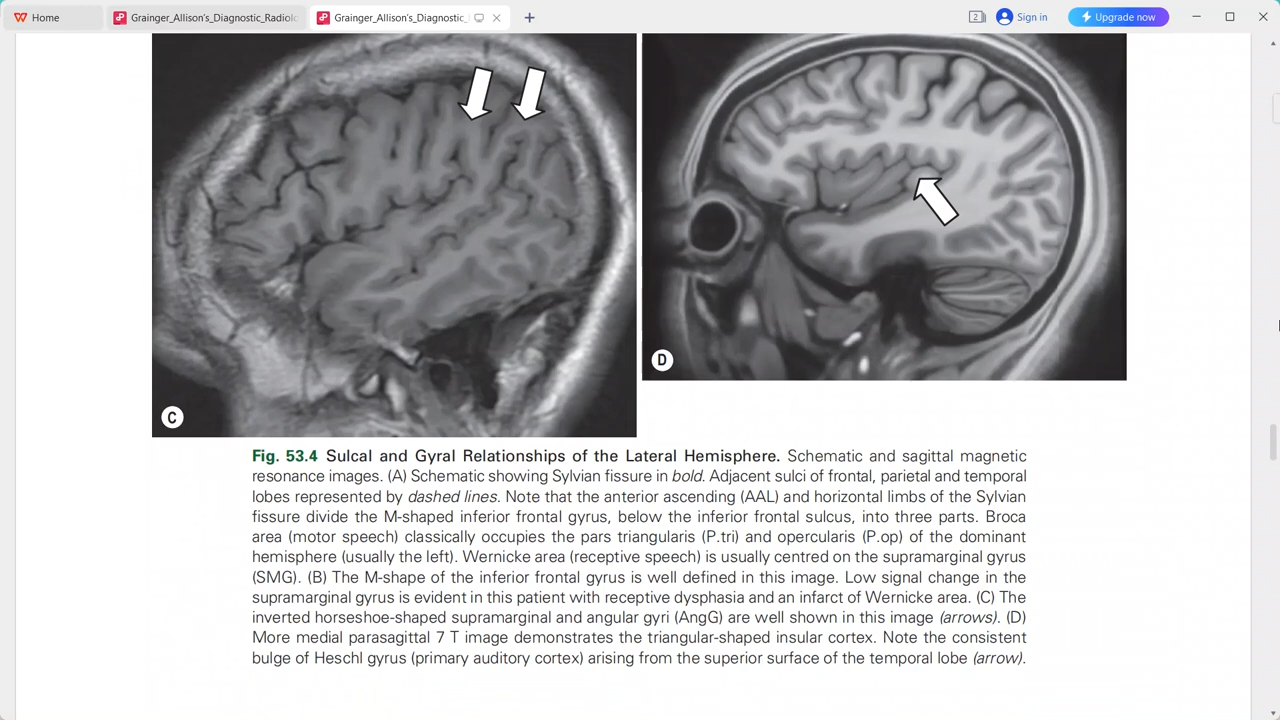 Home
Grainger_Allison's_Diagnostic_Radiolo
Grainger_Allison's_Diagnostic_
2
Sign in
Upgrade now
C
D
Fig. 53.4 Sulcal and Gyral Relationships of the Lateral Hemisphere. Schematic and sagittal magnetic
resonance images. (A) Schematic showing Sylvian fissure in bold. Adjacent sulci of frontal, parietal and temporal
lobes represented by dashed lines. Note that the anterior ascending (AAL) and horizontal limbs of the Sylvian
fissure divide the M-shaped inferior frontal gyrus, below the inferior frontal sulcus, into three parts. Broca
area (motor speech) classically occupies the pars triangularis (P.tri) and opercularis (P.op) of the dominant
hemisphere (usually the left). Wernicke area (receptive speech) is usually centred on the supramarginal gyrus
(SMG). (B) The M-shape of the inferior frontal gyrus is well defined in this image. Low signal change in the
supramarginal gyrus is evident in this patient with receptive dysphasia and an infarct of Wernicke area. (C) The
inverted horseshoe-shaped supramarginal and angular gyri (AngG) are well shown in this image (arrows). (D)
More medial parasagittal 7 T image demonstrates the triangular-shaped insular cortex. Note the consistent
bulge of Heschl gyrus (primary auditory cortex) arising from the superior surface of the temporal lobe (arrow).